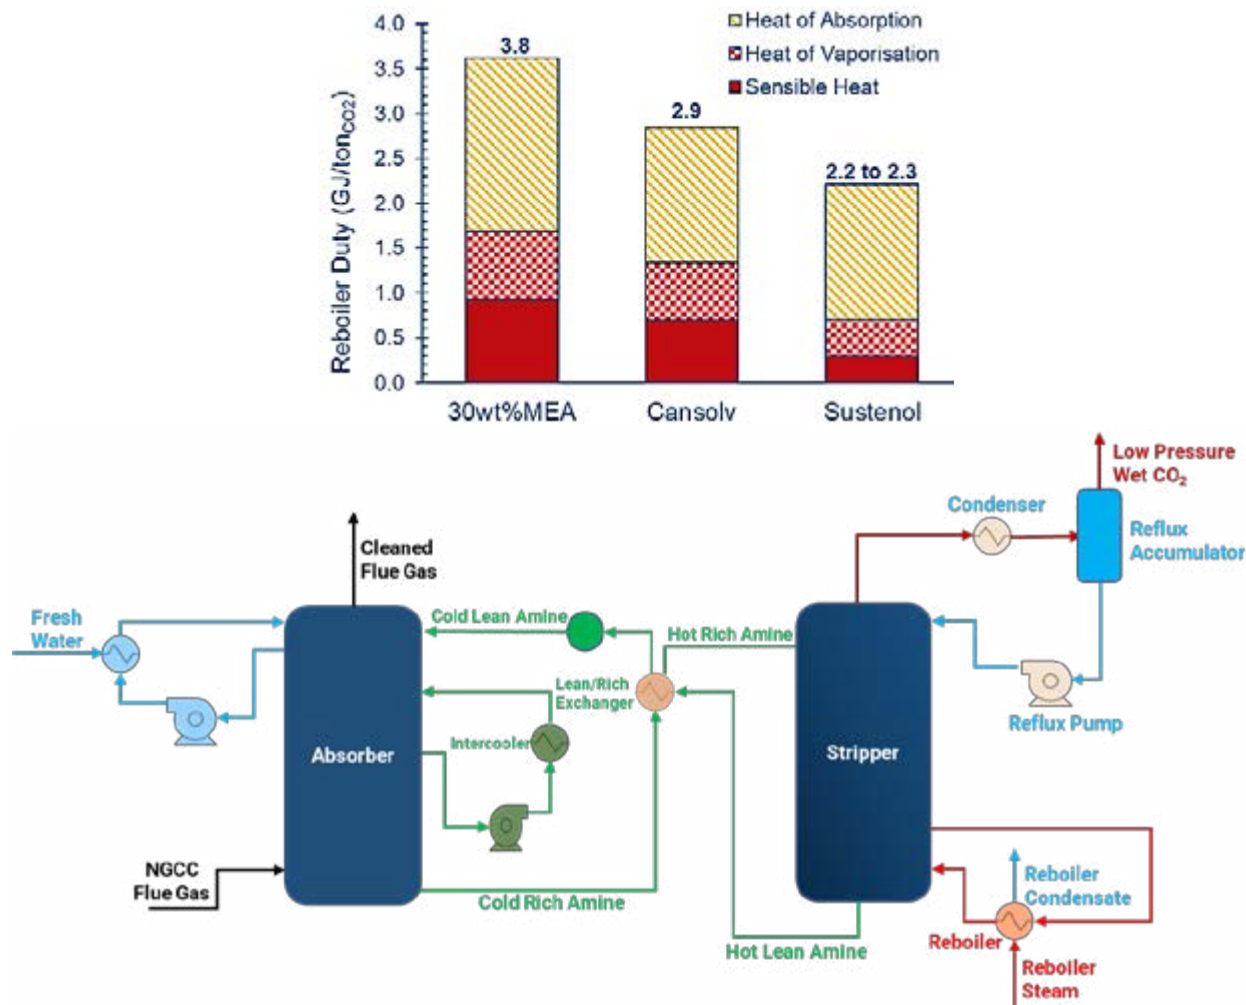 Heat of Absorption
Heat of Vaporisation
Sensible Heat
Reboiler Duty (GJ/ton_CO2)
4.0
3.5
3.0
2.5
2.0
1.5
1.0
0.5
0.0
3.8
2.9
2.2 to 2.3
30wt%MEA
Cansolv
Sustenol
Low Pressure
Wet CO₂
Condenser
Reflux
Accumulator
Cleaned
Flue Gas
Fresh
Water
Cold Lean Amine
Hot Rich Amine
Lean/Rich
Exchanger
Reflux Pump
Intercooler
Absorber
Stripper
NGCC
Flue Gas
Cold Rich Amine
Hot Lean Amine
Reboiler
Condensate
Reboiler
Reboiler
Steam